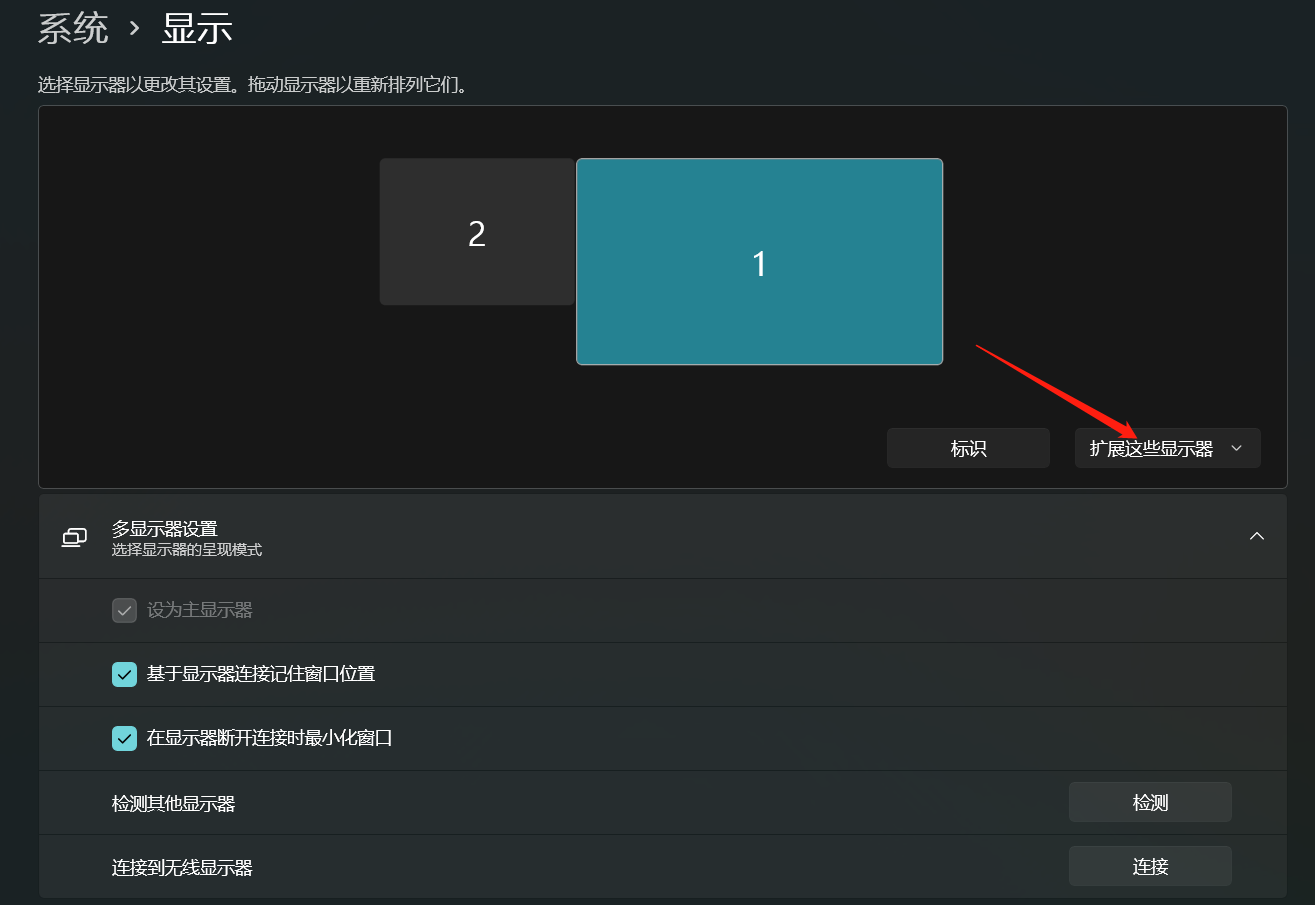 系统 › 显示
选择显示器以更改其设置。拖动显示器以重新排列它们。
2
1
标识
扩展这些显示器
多显示器设置
选择显示器的呈现模式
设为主显示器
基于显示器连接记住窗口位置
在显示器断开连接时最小化窗口
检测其他显示器
检测
连接到无线显示器
连接